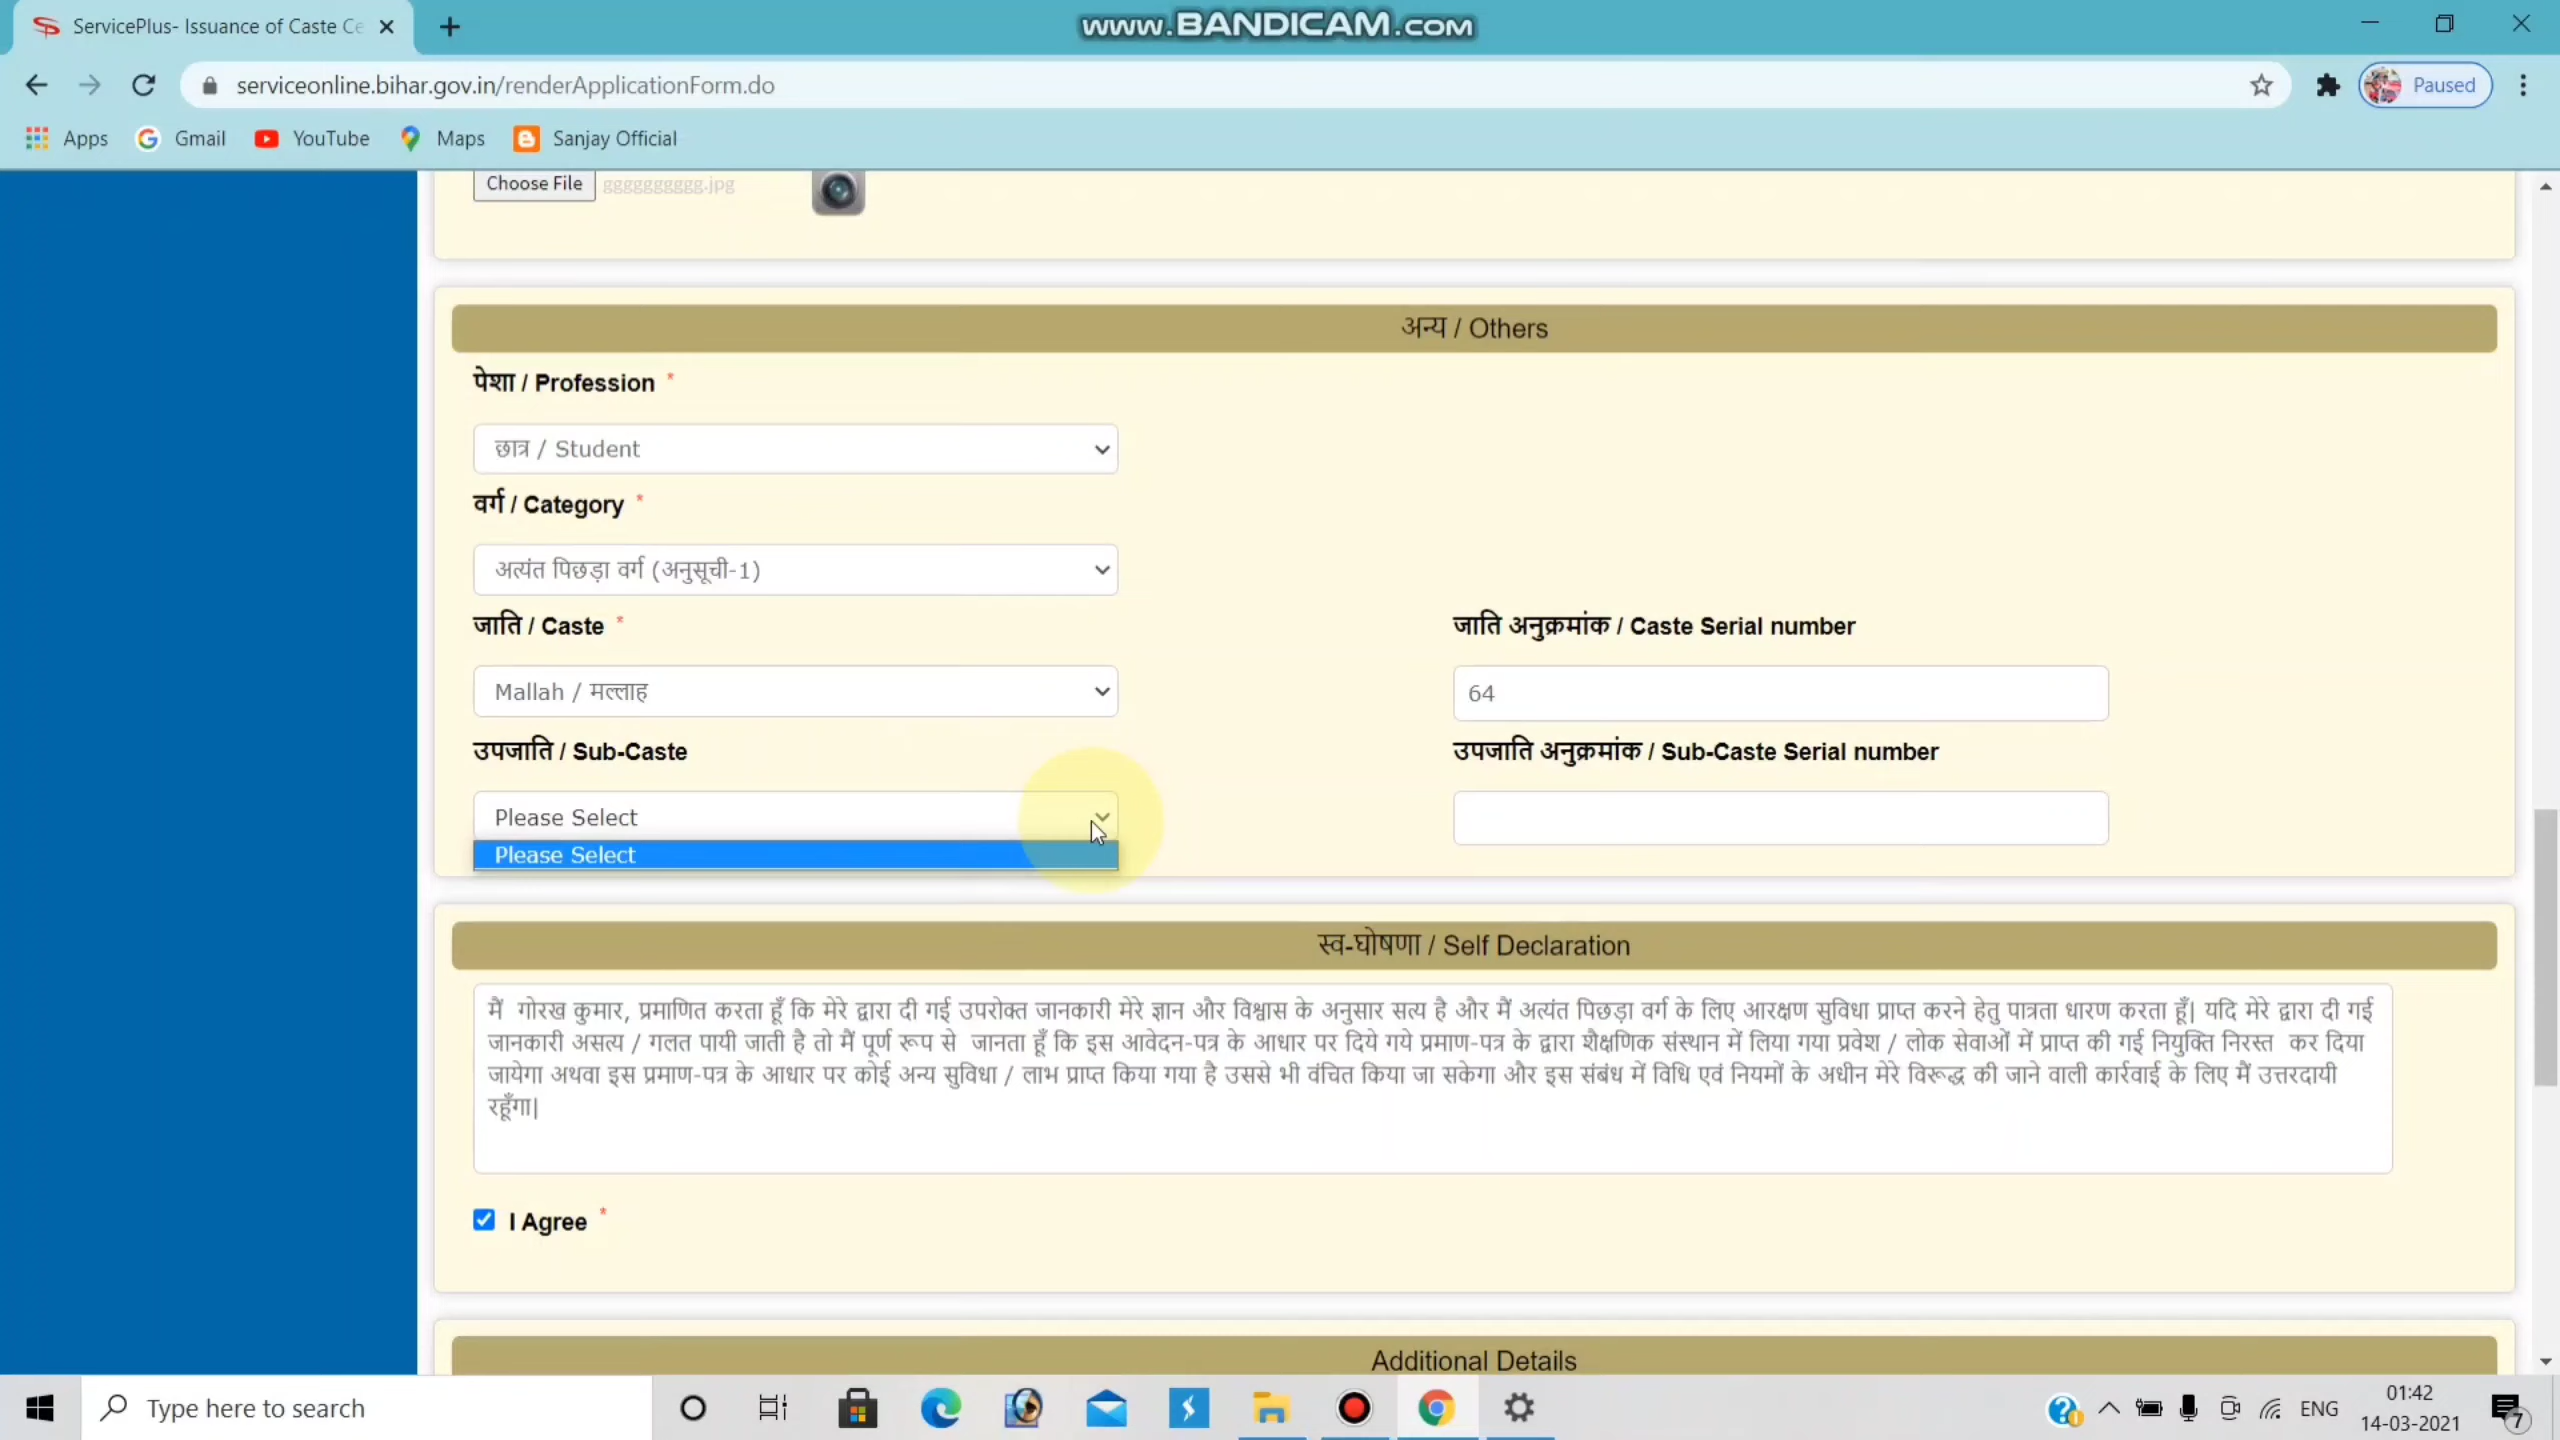 ServicePlus- Issuance of Caste Ce
www.BANDICAM.com
serviceonline.bihar.gov.in/renderApplicationForm.do
Paused
Apps
Gmail
YouTube
Maps
Sanjay Official
Choose File gggggggggg.jpg
अन्य / Others
पेशा / Profession *
छात्र / Student
वर्ग / Category *
अत्यंत पिछड़ा वर्ग (अनुसूची-1)
जाति / Caste *
जाति अनुक्रमांक / Caste Serial number
Mallah / मल्लाह
64
उपजाति / Sub-Caste
उपजाति अनुक्रमांक / Sub-Caste Serial number
Please Select
Please Select
स्व-घोषणा / Self Declaration
मैं गोरख कुमार, प्रमाणित करता हूँ कि मेरे द्वारा दी गई उपरोक्त जानकारी मेरे ज्ञान और विश्वास के अनुसार सत्य है और मैं अत्यंत पिछड़ा वर्ग के लिए आरक्षण सुविधा प्राप्त करने हेतु पात्रता धारण करता हूँ| यदि मेरे द्वारा दी गई
जानकारी असत्य / गलत पायी जाती है तो मैं पूर्ण रूप से जानता हूँ कि इस आवेदन-पत्र के आधार पर दिये गये प्रमाण-पत्र के द्वारा शैक्षणिक संस्थान में लिया गया प्रवेश / लोक सेवाओं में प्राप्त की गई नियुक्ति निरस्त कर दिया
जायेगा अथवा इस प्रमाण-पत्र के आधार पर कोई अन्य सुविधा / लाभ प्राप्त किया गया है उससे भी वंचित किया जा सकेगा और इस संबंध में विधि एवं नियमों के अधीन मेरे विरूद्ध की जाने वाली कार्रवाई के लिए मैं उत्तरदायी
रहूँगा|
I Agree *
Additional Details
Type here to search
ENG
01:42
14-03-2021
7